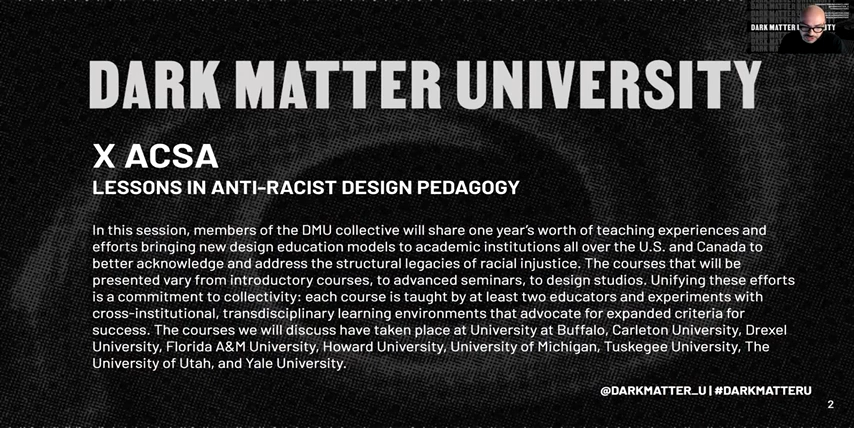 DARK MATTER UNIVERSITY
X ACSA
LESSONS IN ANTI-RACIST DESIGN PEDAGOGY
In this session, members of the DMU collective will share one year's worth of teaching experiences and
efforts bringing new design education models to academic institutions all over the U.S. and Canada to
better acknowledge and address the structural legacies of racial injustice. The courses that will be
presented vary from introductory courses, to advanced seminars, to design studios. Unifying these efforts
is a commitment to collectivity: each course is taught by at least two educators and experiments with
cross-institutional, transdisciplinary learning environments that advocate for expanded criteria for
success. The courses we will discuss have taken place at University at Buffalo, Carleton University, Drexel
University, Florida A&M University, Howard University, University of Michigan, Tuskegee University, The
University of Utah, and Yale University.
@DARKMATTER_U | #DARKMATTERU
2
DARK MATTER